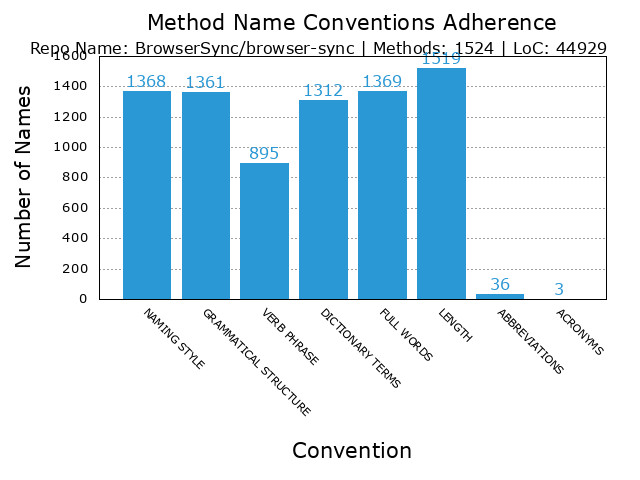 Method Name Conventions Adherence
Repo Name: BrowserSync/browser-sync | Methods: 1524 | LoC: 44929
Number of Names
1600
1400
1200
1000
800
600
400
200
0
1368
1361
895
1312
1369
1519
36
3
NAMING STYLE
GRAMMATICAL STRUCTURE
VERB PHRASE
DICTIONARY TERMS
FULL WORDS
LENGTH
ABBREVIATIONS
ACRONYMS
Convention